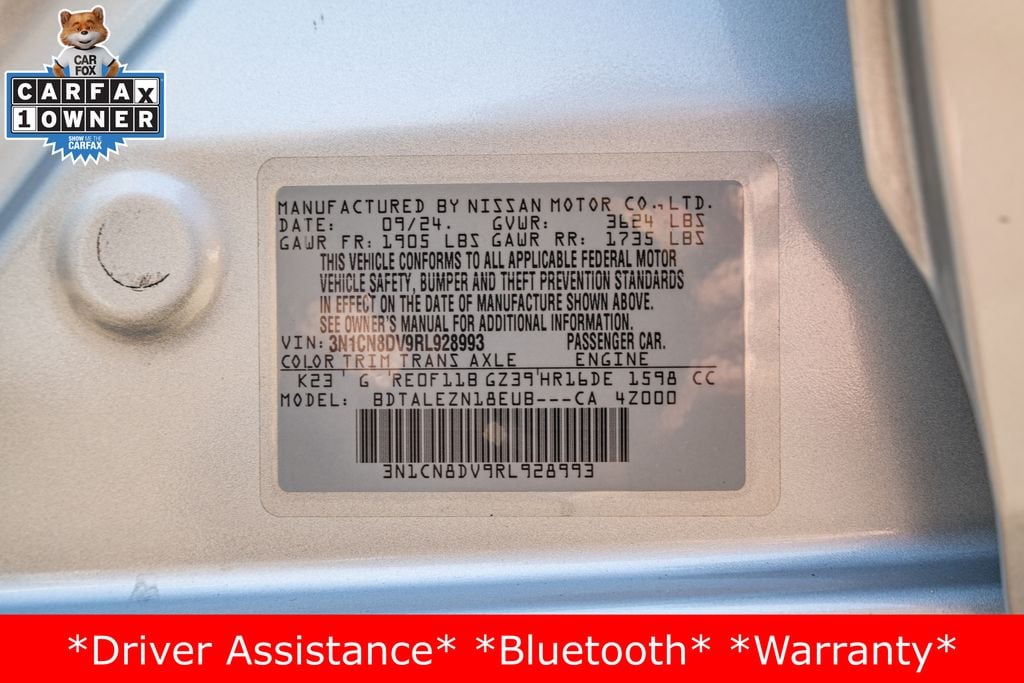 CAR
FOX
CARFAX
1 OWNER
SHOW ME THE
CARFAX
MANUFACTURED BY NISSAN MOTOR CO., LTD.
DATE: 09/24. GVWR: 3624 LBS
GAWR FR: 1905 LBS GAWR RR: 1735 LBS
THIS VEHICLE CONFORMS TO ALL APPLICABLE FEDERAL MOTOR
VEHICLE SAFETY, BUMPER AND THEFT PREVENTION STANDARDS
IN EFFECT ON THE DATE OF MANUFACTURE SHOWN ABOVE.
SEE OWNER'S MANUAL FOR ADDITIONAL INFORMATION.
VIN: 3N1CN8DV9RL928993 PASSENGER CAR.
COLOR TRIM TRANS AXLE ENGINE
K23 G RE0F11B GZ39 HR16DE 1598 CC
MODEL: BDTALEZN18EUB---CA 4Z000
3N1CN8DV9RL928993
*Driver Assistance* *Bluetooth* *Warranty*